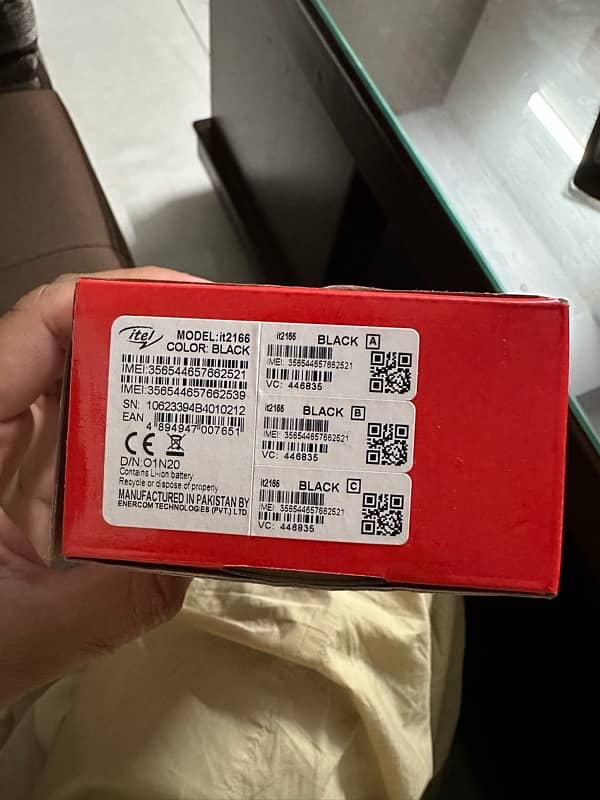 itel
MODEL:it2166
COLOR: BLACK
IMEI:356544657662521
IMEI:356544657662539
SN: 10623394B4010212
EAN 4 894947 007651
CE
D/N:O1N20
Contains Li-ion battery
Recycle or dispose of properly
MANUFACTURED IN PAKISTAN BY
ENERCOM TECHNOLOGIES (PVT.) LTD
it2166 BLACK A
IMEI: 356544657662521
VC: 446835
it2166 BLACK B
IMEI: 356544657662521
VC: 446835
it2166 BLACK C
IMEI: 356544657662521
VC: 446835